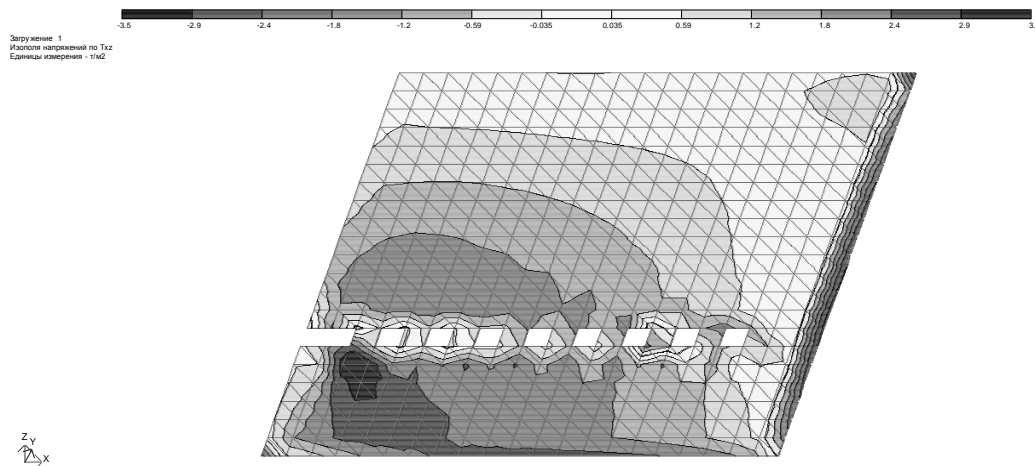 -3.5 -2.9 -2.4 -1.8 -1.2 -0.59 -0.035 0.035 0.59 1.2 1.8 2.4 2.9 3.
Загружение 1
Изополя напряжений по Txz
Единицы измерения - т/м2
Z Y
X